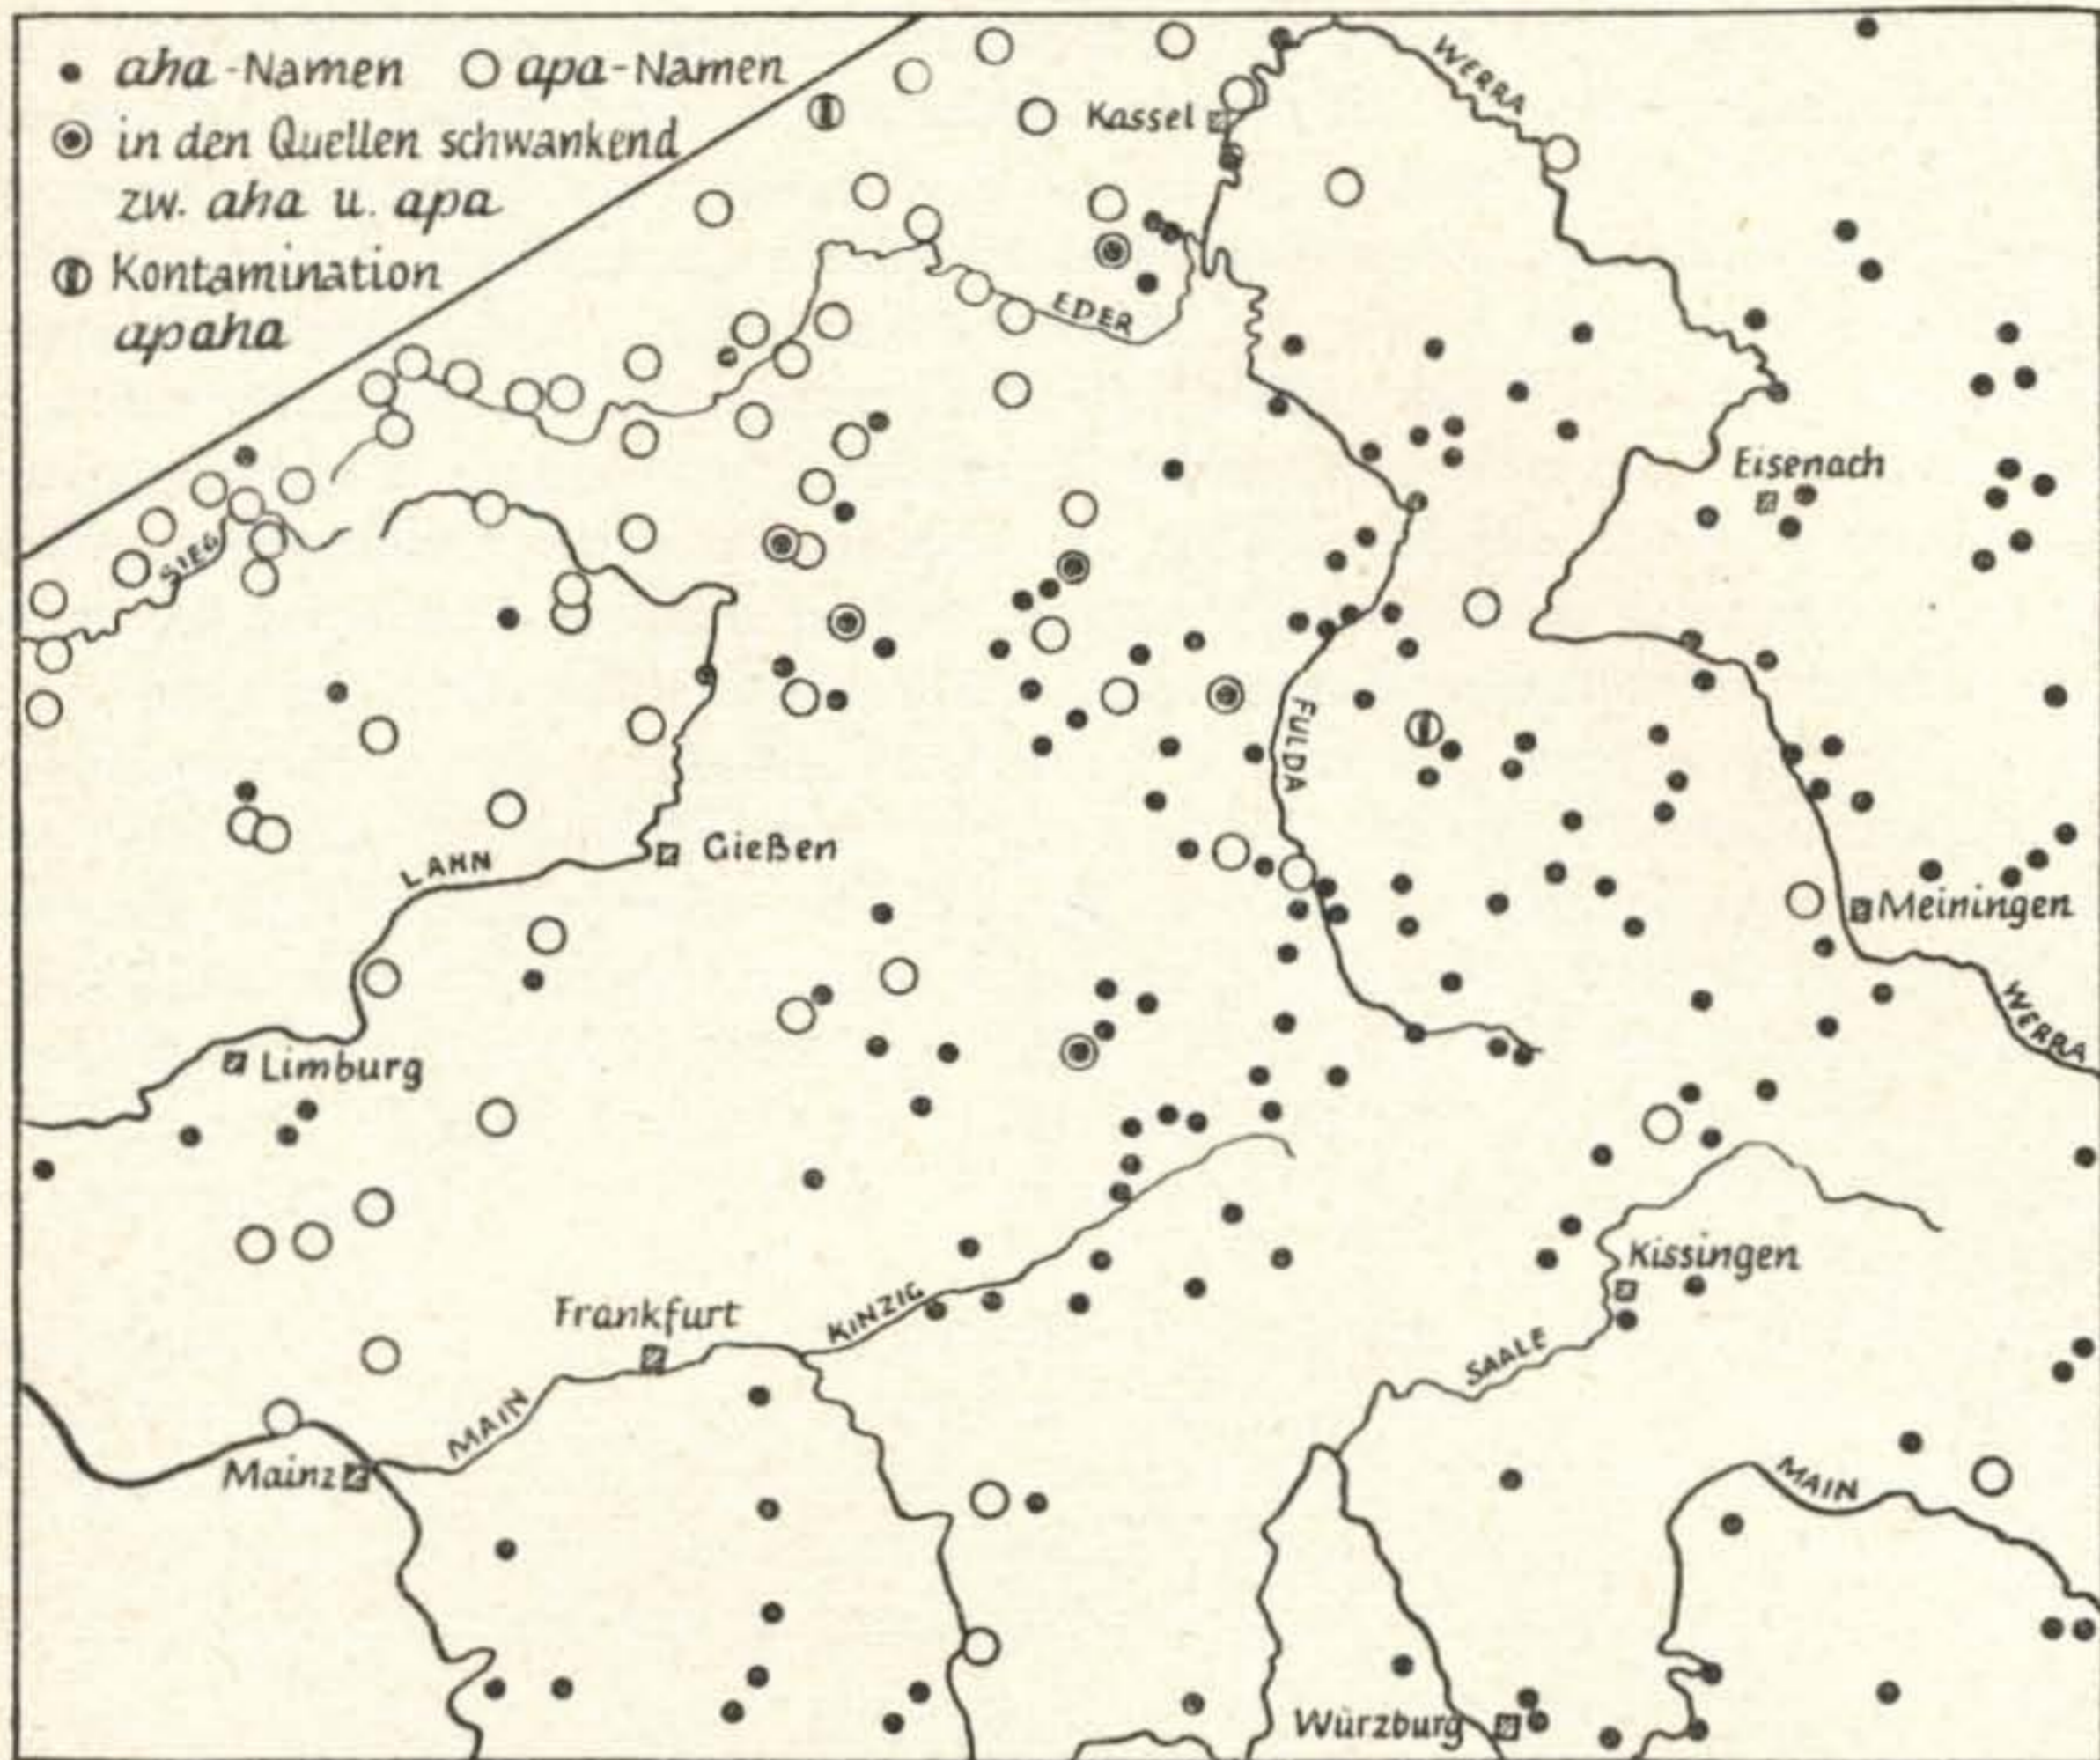 aha-Namen apa-Namen
in den Quellen schwankend
zw. aha u. apa
Kontamination
apaha
WERRA
Kassel
EDER
Eisenach
SIEG
FULDA
Gießen
LAHN
Meiningen
WERRA
Limburg
Kissingen
Frankfurt
KINZIG
SAALE
MAIN
Mainz
MAIN
Würzburg